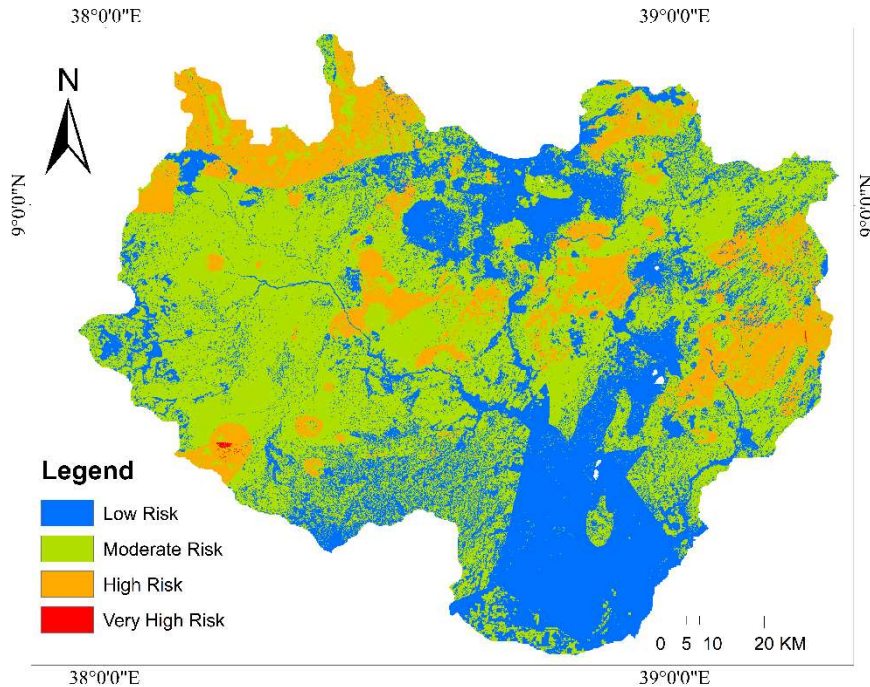 38°0'0"E 39°0'0"E
N
9°0'0"N 9°0'0"N
Legend
Low Risk
Moderate Risk
High Risk
Very High Risk
0 5 10 20 KM
38°0'0"E 39°0'0"E